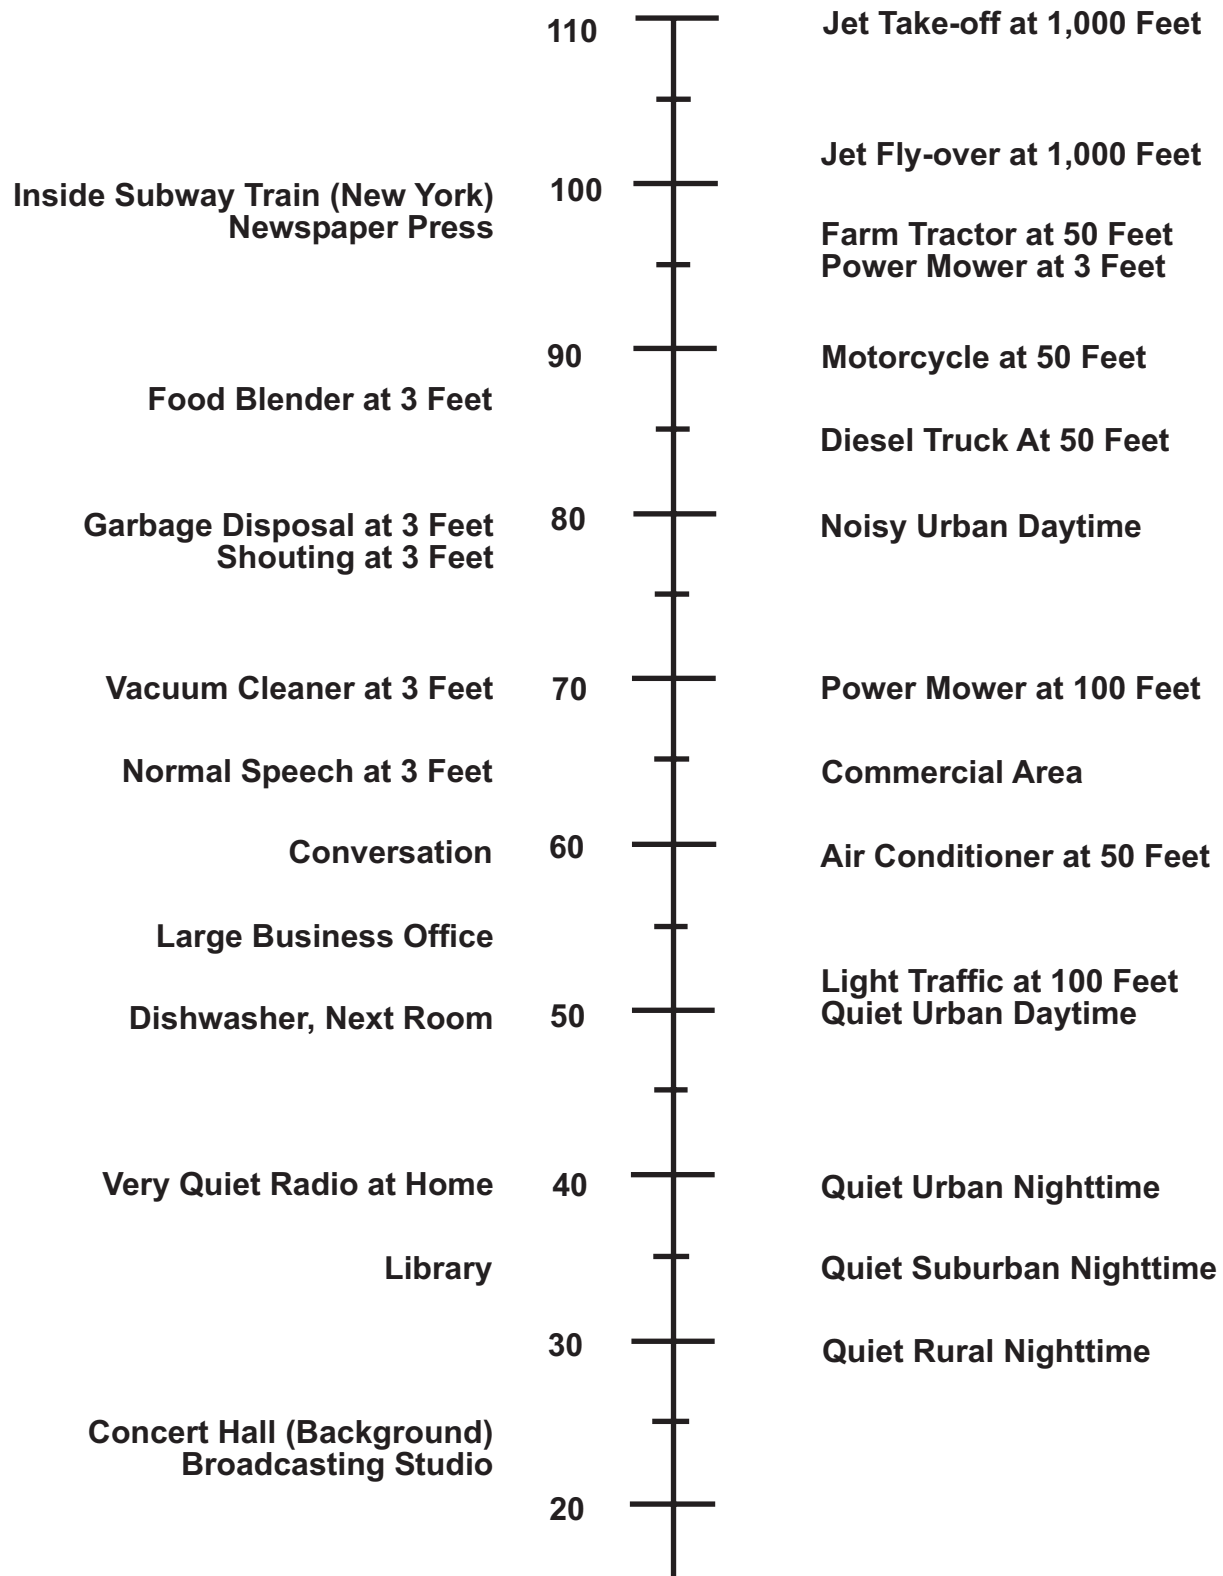 110
Jet Take-off at 1,000 Feet
Jet Fly-over at 1,000 Feet
Inside Subway Train (New York)
Newspaper Press
100
Farm Tractor at 50 Feet
Power Mower at 3 Feet
90
Motorcycle at 50 Feet
Food Blender at 3 Feet
Diesel Truck At 50 Feet
Garbage Disposal at 3 Feet
Shouting at 3 Feet
80
Noisy Urban Daytime
Vacuum Cleaner at 3 Feet
70
Power Mower at 100 Feet
Normal Speech at 3 Feet
Commercial Area
Conversation
60
Air Conditioner at 50 Feet
Large Business Office
Light Traffic at 100 Feet
Quiet Urban Daytime
Dishwasher, Next Room
50
Very Quiet Radio at Home
40
Quiet Urban Nighttime
Library
Quiet Suburban Nighttime
30
Quiet Rural Nighttime
Concert Hall (Background)
Broadcasting Studio
20